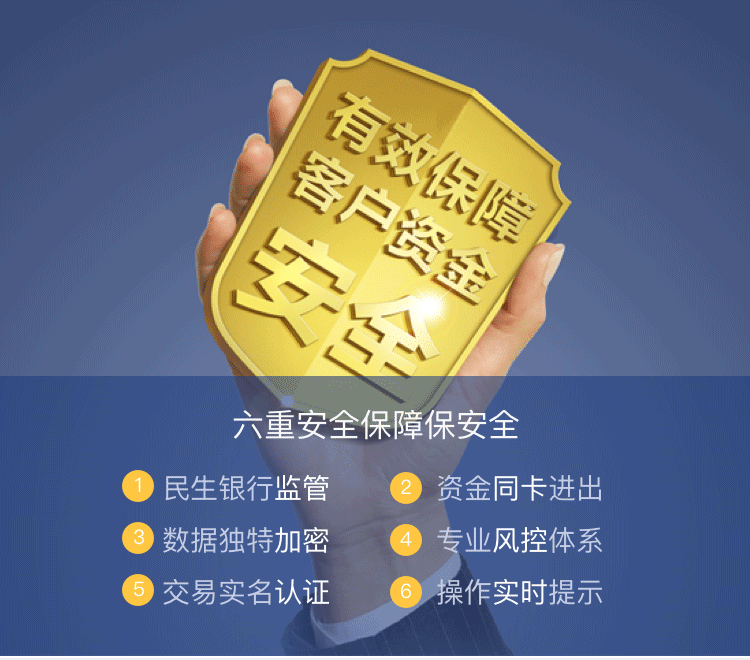 有效保障
客户资金
安全
六重安全保障保安全
1 民生银行监管
2 资金同卡进出
3 数据独特加密
4 专业风控体系
5 交易实名认证
6 操作实时提示